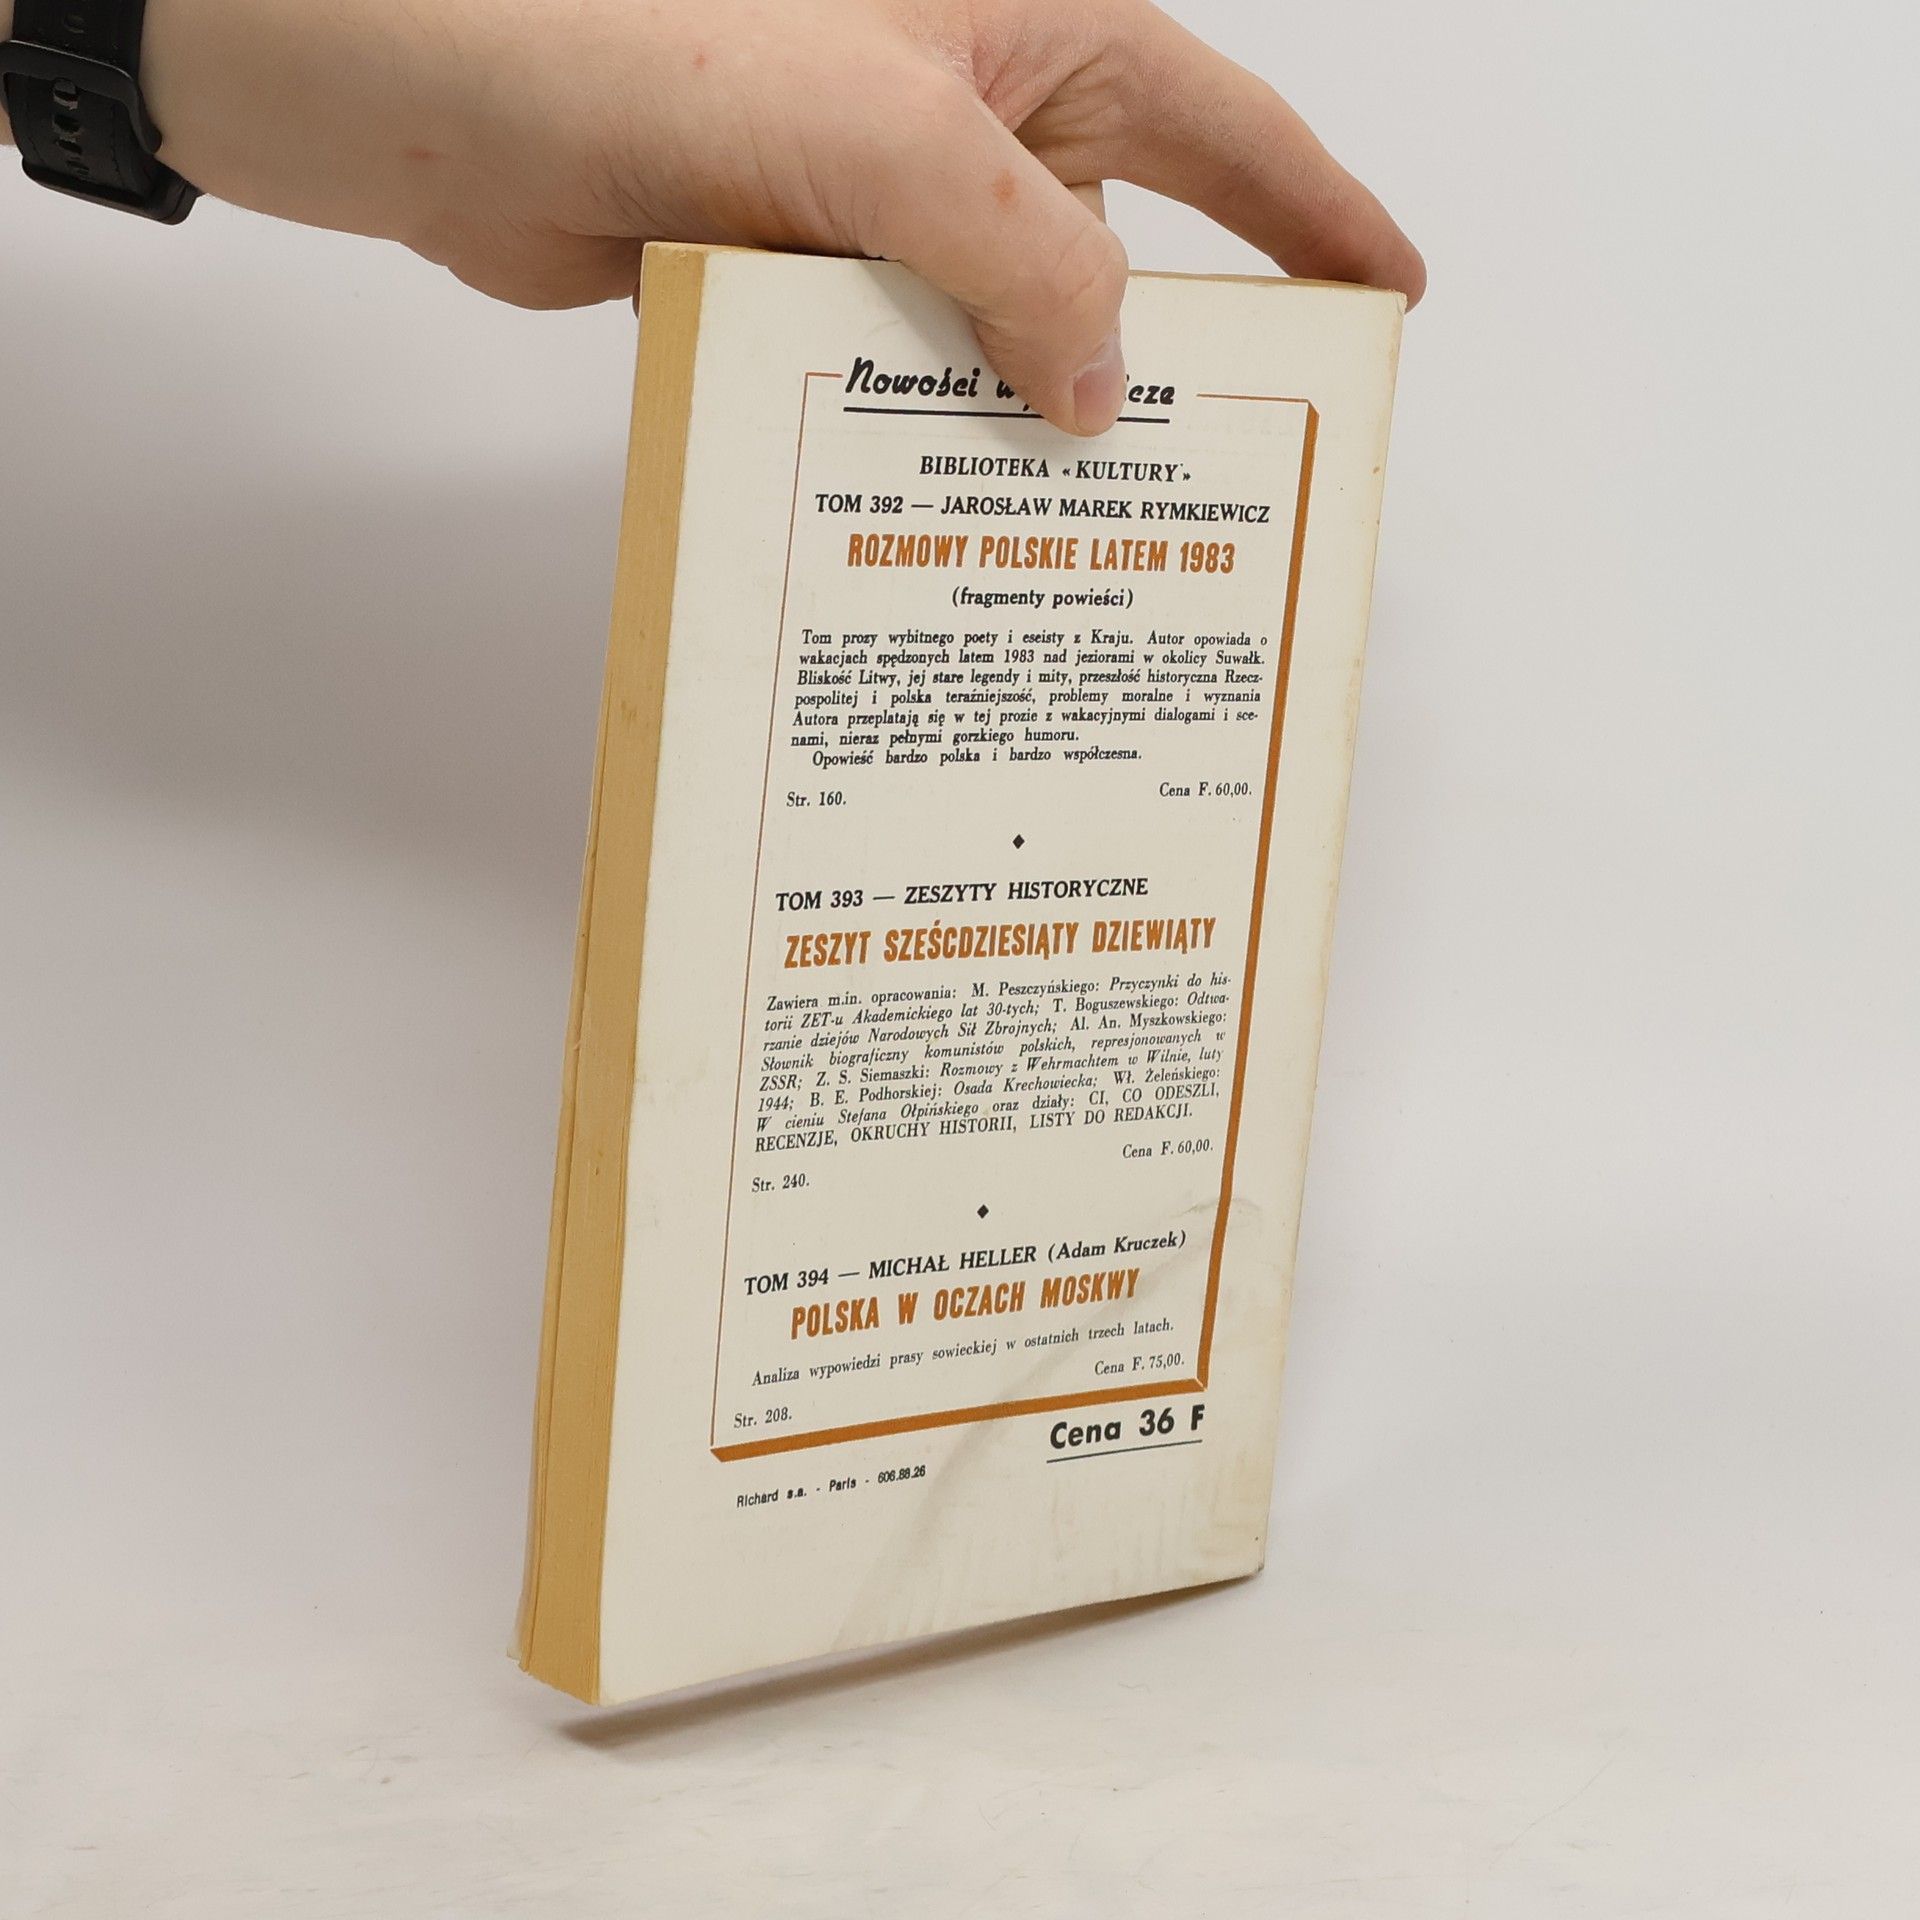 Nowości
BIBLIOTEKA «KULTURY»
TOM 392 — JAROSŁAW MAREK RYMKIEWICZ
ROZMOWY POLSKIE LATEM 1983
(fragmenty powieści)
Tom prozy wybitnego poety i eseisty z Kraju. Autor opowiada o
wakacjach spędzonych latem 1983 nad jeziorami w okolicy Suwałk.
Bliskość Litwy, jej stare legendy i mity, przeszłość historyczna Rzecz-
pospolitej i polska teraźniejszość, problemy moralne i wyznania
Autora przeplatają się w tej prozie z wakacyjnymi dialogami i sce-
nami, nieraz pełnymi gorzkiego humoru.
Opowieść bardzo polska i bardzo współczesna.
Str. 160. Cena F. 60,00.
TOM 393 — ZESZYTY HISTORYCZNE
ZESZYT SZEŚCDZIESIĄTY DZIEWIĄTY
Zawiera m.in. opracowania: M. Peszczyńskiego: Przyczynki do his-
torii ZET-u Akademickiego lat 30-tych; T. Boguszewskiego: Odtwa-
rzanie dziejów Narodowych Sił Zbrojnych; Al. An. Myszkowskiego:
Słownik biograficzny komunistów polskich, represjonowanych w
ZSSR; Z. S. Siemaszki: Rozmowy z Wehrmachtem w Wilnie, luty
1944; B. E. Podhorskiej: Osada Krechowiecka; Wł. Żeleńskiego:
W cieniu Stefana Ołpińskiego oraz działy: CI, CO ODESZLI,
RECENZJE, OKRUCHY HISTORII, LISTY DO REDAKCJI.
Str. 240. Cena F. 60,00.
TOM 394 — MICHAŁ HELLER (Adam Kruczek)
POLSKA W OCZACH MOSKWY
Analiza wypowiedzi prasy sowieckiej w ostatnich trzech latach.
Str. 208. Cena F. 75,00.
Cena 36 F
Richard s.a. - Paris - 606.88.26